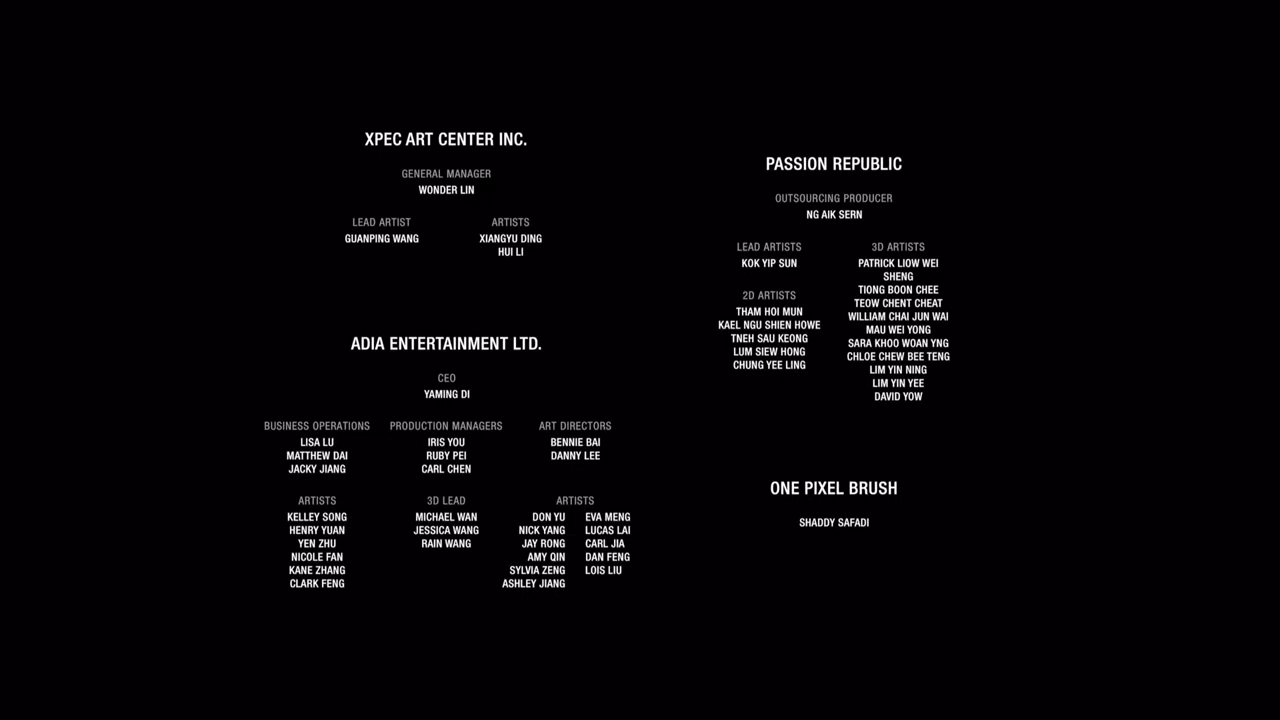 XPEC ART CENTER INC.
GENERAL MANAGER
WONDER LIN
LEAD ARTIST
GUANPING WANG
ARTISTS
XIANGYU DING
HUI LI
ADIA ENTERTAINMENT LTD.
CEO
YAMING DI
BUSINESS OPERATIONS
LISA LU
MATTHEW DAI
JACKY JIANG
PRODUCTION MANAGERS
IRIS YOU
RUBY PEI
CARL CHEN
ART DIRECTORS
BENNIE BAI
DANNY LEE
ARTISTS
KELLEY SONG
HENRY YUAN
YEN ZHU
NICOLE FAN
KANE ZHANG
CLARK FENG
3D LEAD
MICHAEL WAN
JESSICA WANG
RAIN WANG
ARTISTS
DON YU
NICK YANG
JAY RONG
AMY QIN
SYLVIA ZENG
ASHLEY JIANG
EVA MENG
LUCAS LAI
CARL JIA
DAN FENG
LOIS LIU
PASSION REPUBLIC
OUTSOURCING PRODUCER
NG AIK SERN
LEAD ARTISTS
KOK YIP SUN
2D ARTISTS
THAM HOI MUN
KAEL NGU SHIEN HOWE
TNEH SAU KEONG
LUM SIEW HONG
CHUNG YEE LING
3D ARTISTS
PATRICK LIOW WEI
SHENG
TIONG BOON CHEE
TEOW CHENT CHEAT
WILLIAM CHAI JUN WAI
MAU WEI YONG
SARA KHOO WOAN YNG
CHLOE CHEW BEE TENG
LIM YIN NING
LIM YIN YEE
DAVID YOW
ONE PIXEL BRUSH
SHADDY SAFADI